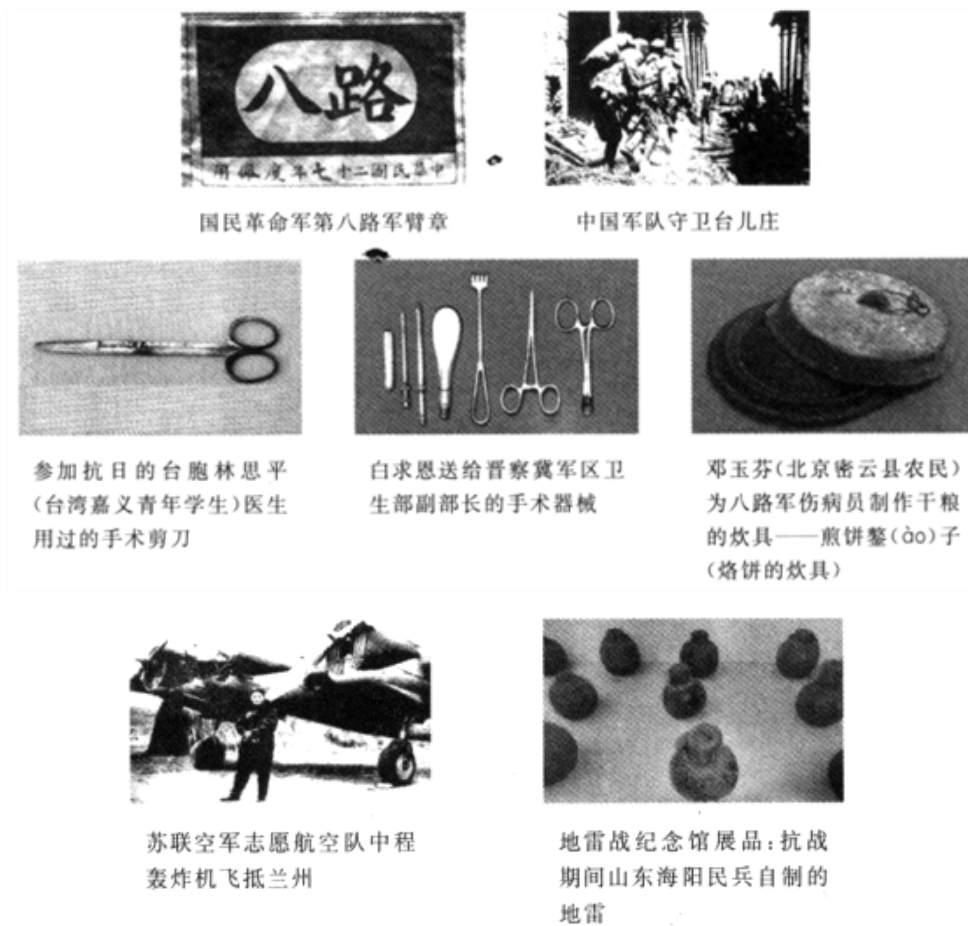 八路
中華民國二十七年度佩用
国民革命军第八路军臂章
中国军队守卫台儿庄
参加抗日的台胞林思平
(台湾嘉义青年学生)医生
用过的手术剪刀
白求恩送给晋察冀军区卫
生部副部长的手术器械
邓玉芬(北京密云县农民)
为八路军伤病员制作干粮
的炊具——煎饼鏊(ào)子
(烙饼的炊具)
苏联空军志愿航空队中程
轰炸机飞抵兰州
地雷战纪念馆展品:抗战
期间山东海阳民兵自制的
地雷